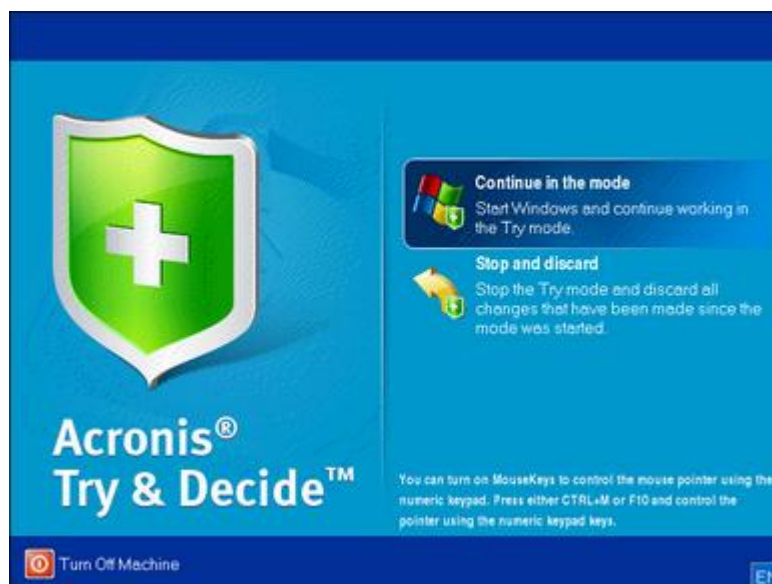 Continue in the mode
Start Windows and continue working in
the Try mode.
Stop and discard
Stop the Try mode and discard all
changes that have been made since the
mode was started.
Acronis®
Try & Decide™
You can turn on MouseKeys to control the mouse pointer using the
numeric keypad. Press either CTRL+M or F10 and control the
pointer using the numeric keypad keys.
Turn Off Machine
EN